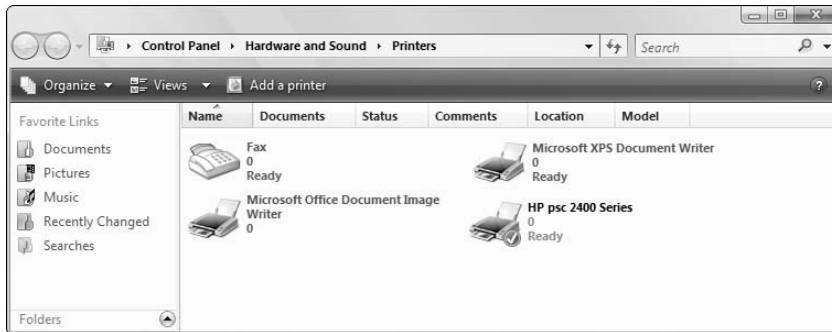 Control Panel ▸ Hardware and Sound ▸ Printers Search
Organize Views Add a printer ?
Favorite Links
Documents
Pictures
Music
Recently Changed
Searches
Folders
Name Documents Status Comments Location Model
Fax
0
Ready
Microsoft XPS Document Writer
0
Ready
Microsoft Office Document Image
Writer
0
HP psc 2400 Series
0
Ready